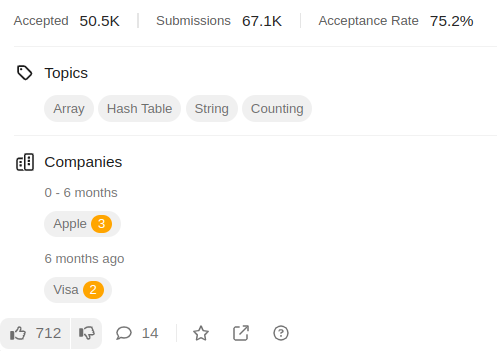 Accepted 50.5K Submissions 67.1K Acceptance Rate 75.2%
Topics
Array Hash Table String Counting
Companies
0 - 6 months
Apple 3
6 months ago
Visa 2
712 14